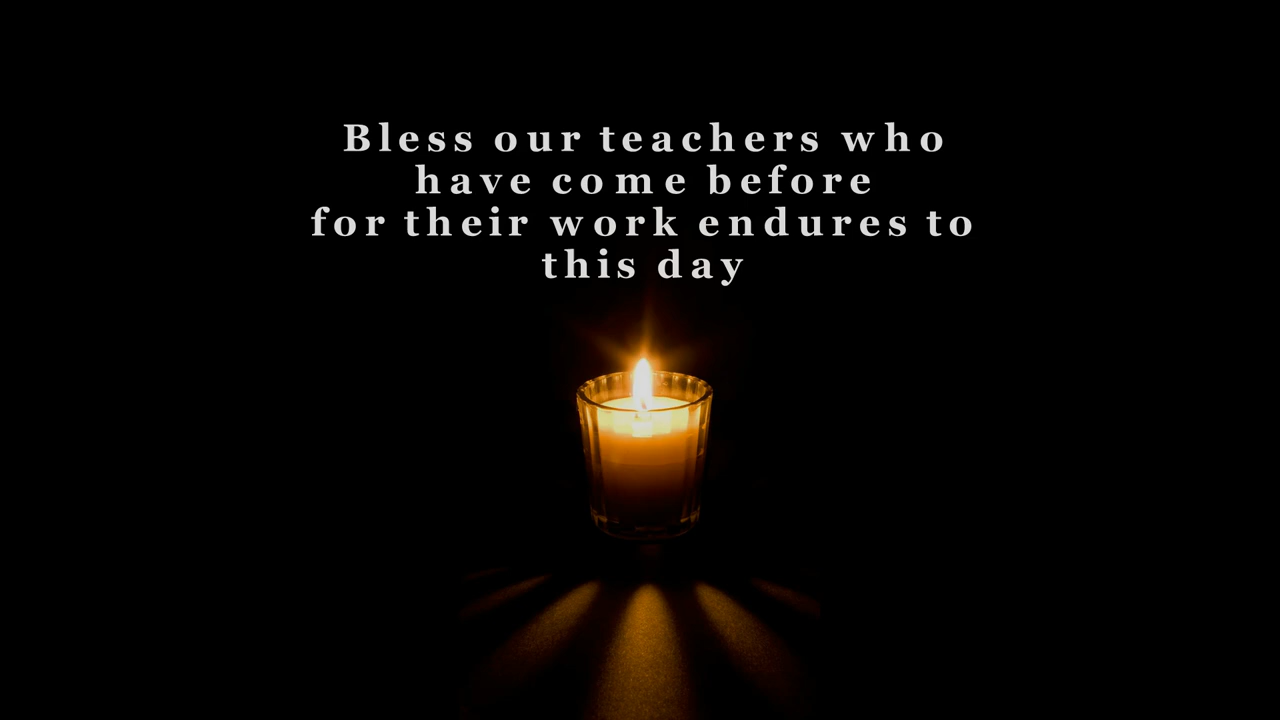 Bless our teachers who
have come before
for their work endures to
this day